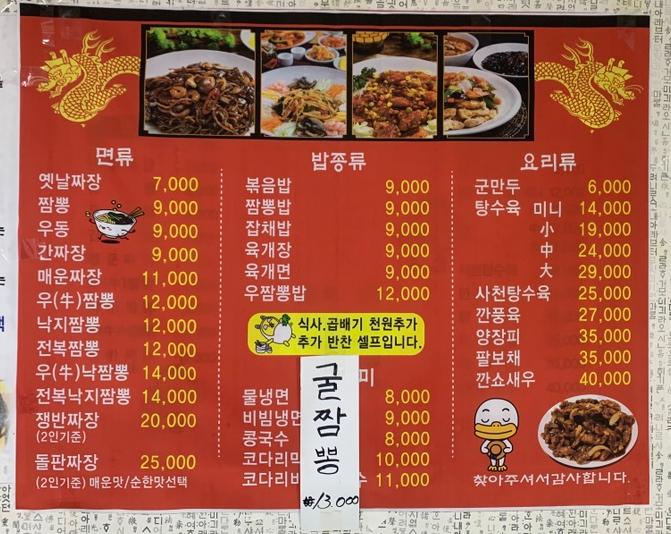 면류
옛날짜장 7,000
짬뽕 9,000
우동 9,000
간짜장 9,000
매운짜장 11,000
우(牛)짬뽕 12,000
낙지짬뽕 12,000
전복짬뽕 12,000
우(牛)낙짬뽕 14,000
전복낙지짬뽕 14,000
쟁반짜장 20,000
(2인기준)
돌판짜장 25,000
(2인기준) 매운맛/순한맛선택
밥종류
볶음밥 9,000
짬뽕밥 9,000
잡채밥 9,000
육개장 9,000
육개면 9,000
우짬뽕밥 12,000
식사.곱배기 천원추가
추가 반찬 셀프입니다.
미
물냉면 8,000
비빔냉면 9,000
콩국수 8,000
코다리 10,000
코다리비 수 11,000
굴짬뽕
₩13.000
요리류
군만두 6,000
탕수육 미니 14,000
小 19,000
中 24,000
大 29,000
사천탕수육 25,000
깐풍육 27,000
양장피 35,000
팔보채 35,000
깐쇼새우 40,000
찾아주셔서감사합니다.